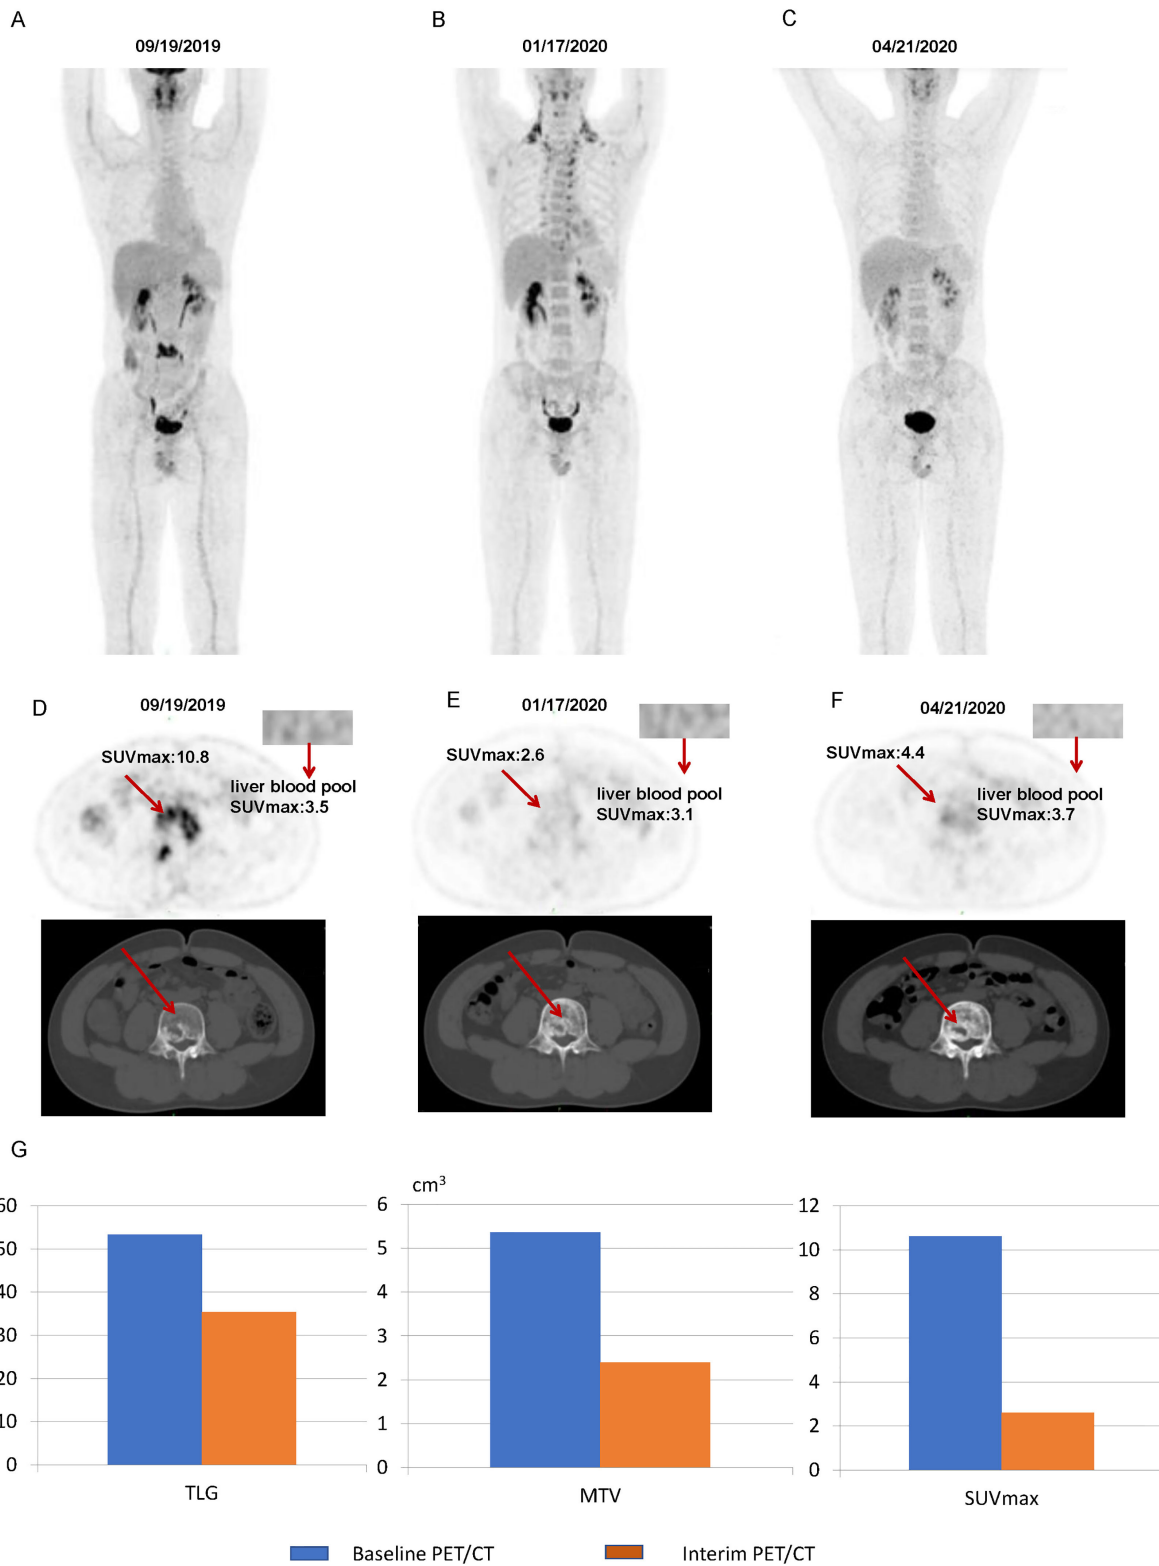 A
B
C
09/19/2019
01/17/2020
04/21/2020
D
E
F
09/19/2019
01/17/2020
04/21/2020
SUVmax:10.8
SUVmax:2.6
SUVmax:4.4
liver blood pool
SUVmax:3.5
liver blood pool
SUVmax:3.1
liver blood pool
SUVmax:3.7
G
60
50
40
30
20
10
0
TLG
cm³
6
5
4
3
2
1
0
MTV
12
10
8
6
4
2
0
SUVmax
Baseline PET/CT
Interim PET/CT